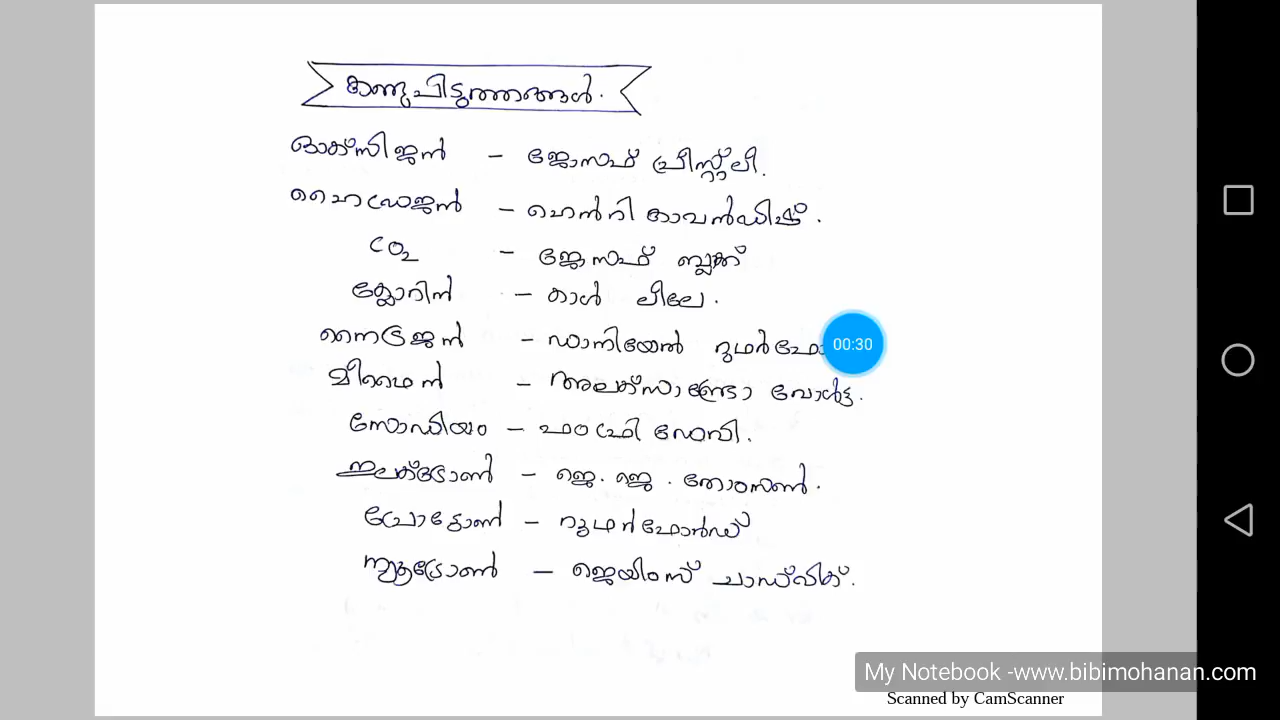 കണ്ടുപിടുത്തങ്ങൾ.
ഓക്സിജൻ - ജോസഫ് പ്രീസ്റ്റ്ലീ.
ഹൈഡ്രജൻ - ഹെൻറി കാവൻഡിഷ്.
CO2 - ജോസഫ് ബ്ലാക്ക്
ക്ലോറിൻ - കാൾ ലീലേ.
നൈട്രജൻ - ഡാനിയേൽ റൂഥർഫോ
00:30
മീഥൈൻ - അലക്സാണ്ട്രോ വോൾട്ട.
സോഡിയം - ഹംഫ്രി ഡേവി.
ഇലക്ട്രോൺ - ജെ. ജെ. തോംസൺ.
പ്രോട്ടോൺ - റൂഥർഫോർഡ്
ന്യൂട്രോൺ - ജെയിംസ് ചാഡ്വിക്.
My Notebook -www.bibimohanan.com
Scanned by CamScanner